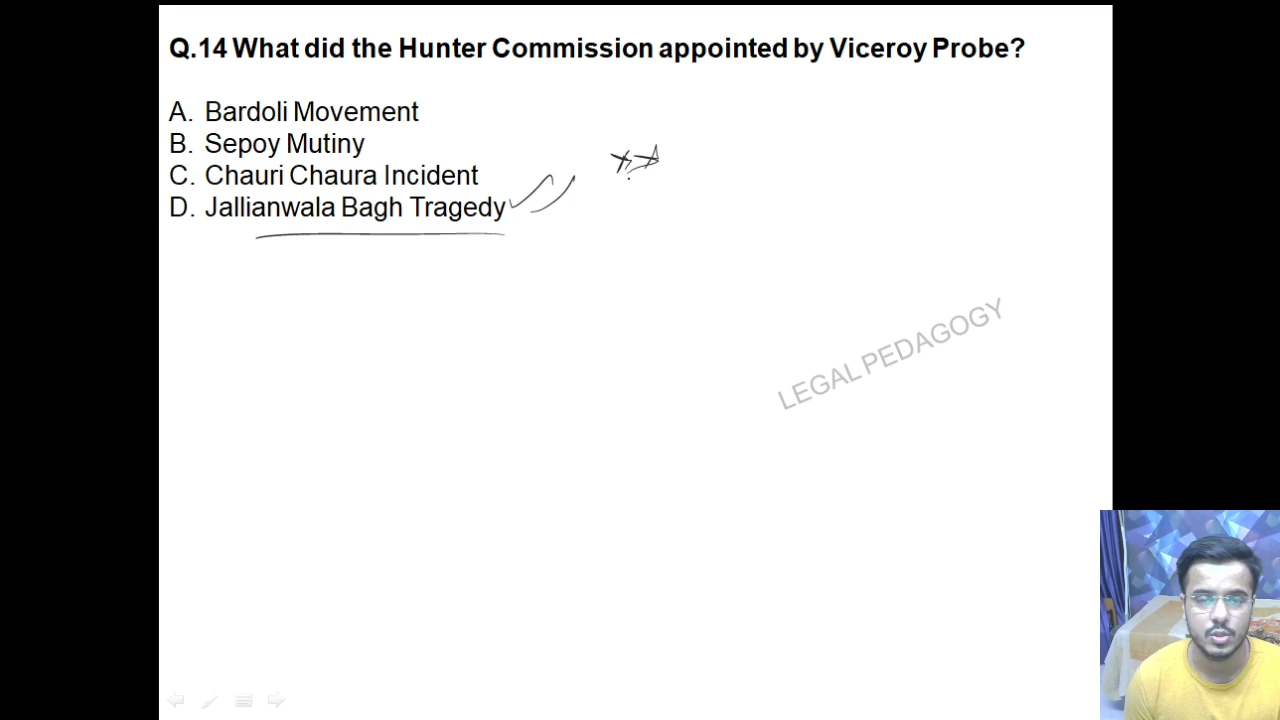 Q.14 What did the Hunter Commission appointed by Viceroy Probe?
A. Bardoli Movement
B. Sepoy Mutiny
C. Chauri Chaura Incident
D. Jallianwala Bagh Tragedy
LEGAL PEDAGOGY